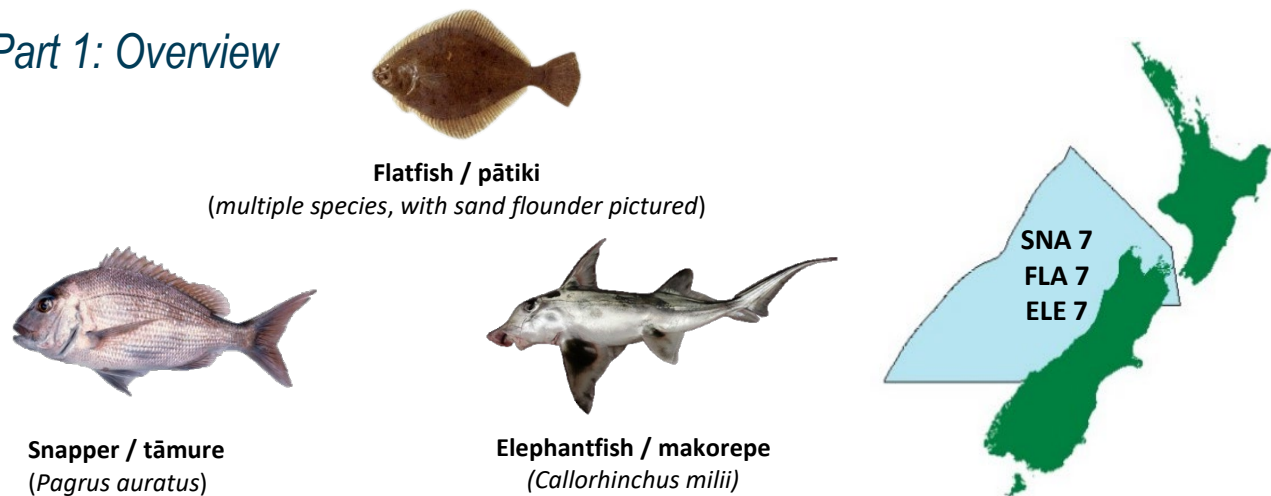 Part 1: Overview
Flatfish / pātiki
(multiple species, with sand flounder pictured)
Snapper / tāmure
(Pagrus auratus)
Elephantfish / makorepe
(Callorhinchus milii)
SNA 7
FLA 7
ELE 7